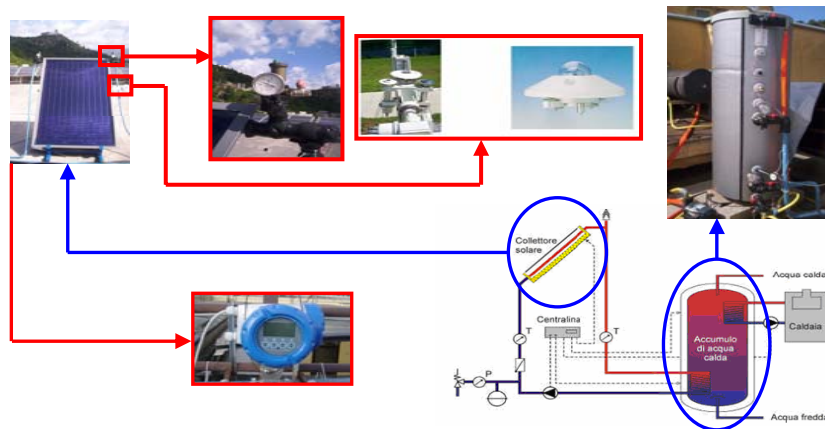 Collettore
solare
A
Centralina
T
T
P
Acqua calda
Caldaia
Accumulo
di acqua
calda
Acqua fredda